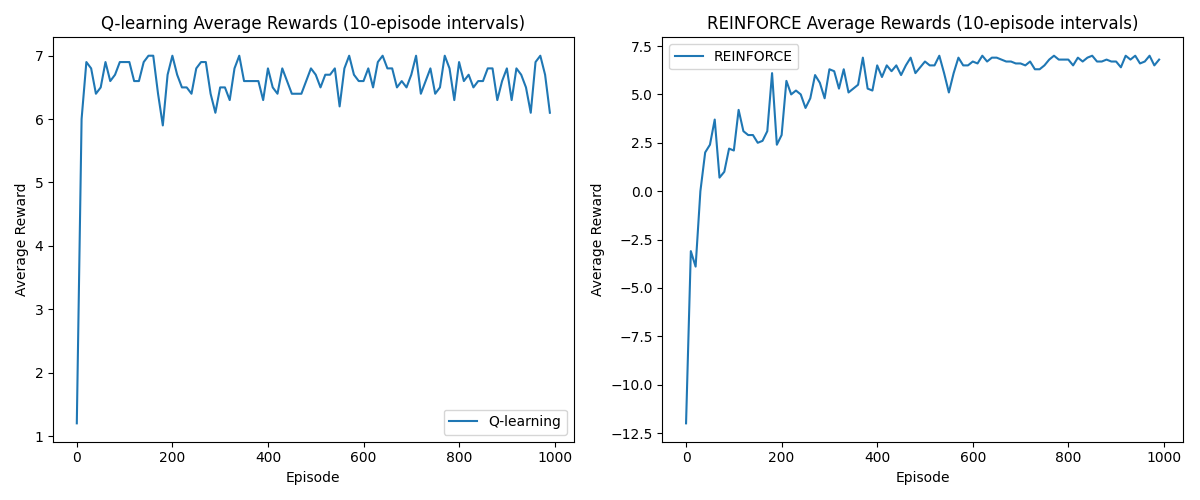 Q-learning Average Rewards (10-episode intervals)
7
6
5
4
3
2
1
Average Reward
Q-learning
0 200 400 600 800 1000
Episode
REINFORCE Average Rewards (10-episode intervals)
REINFORCE
7.5
5.0
2.5
0.0
−2.5
−5.0
−7.5
−10.0
−12.5
Average Reward
0 200 400 600 800 1000
Episode